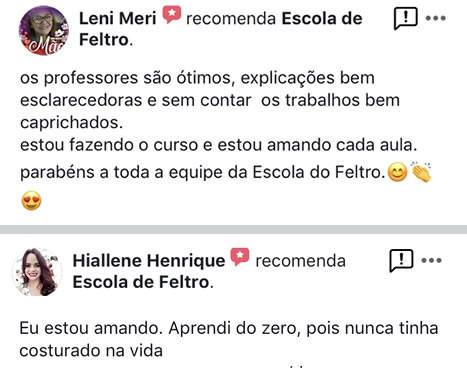 Leni Meri recomenda Escola de
Feltro.
Mãe
os professores são ótimos, explicações bem
esclarecedoras e sem contar os trabalhos bem
caprichados.
estou fazendo o curso e estou amando cada aula.
parabéns a toda a equipe da Escola do Feltro.😊👏
😍
Hiallene Henrique recomenda
Escola de Feltro.
Eu estou amando. Aprendi do zero, pois nunca tinha
costurado na vida